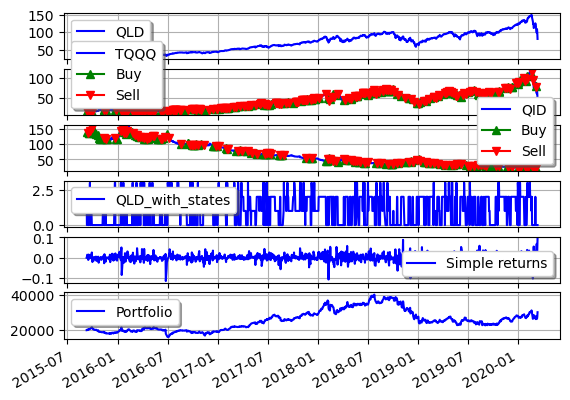 150
100
50
QLD
TQQQ
Buy
Sell
100
50
QID
Buy
Sell
150
100
50
2.5
0.0
QLD_with_states
0.1
0.0
−0.1
Simple returns
40000
20000
Portfolio
2015-07
2016-01
2016-07
2017-01
2017-07
2018-01
2018-07
2019-01
2019-07
2020-01